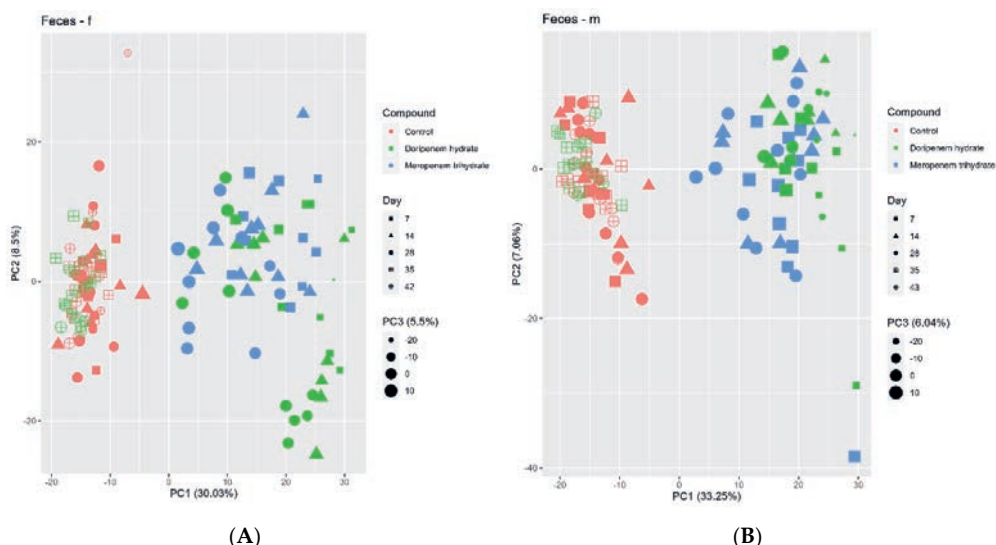 Feces - f
20
0
-20
PC2 (8.5%)
-20
-10
0
10
20
30
PC1 (30.03%)
Compound
Control
Doripenem hydrate
Meropenem trihydrate
Day
7
14
28
35
42
PC3 (5.5%)
-20
-10
0
10
(A)
Feces - m
0
-20
-40
PC2 (7.06%)
-20
-10
0
10
20
30
PC1 (33.25%)
Compound
Control
Doripenem hydrate
Meropenem trihydrate
Day
7
14
28
35
43
PC3 (6.04%)
-20
-10
0
10
(B)